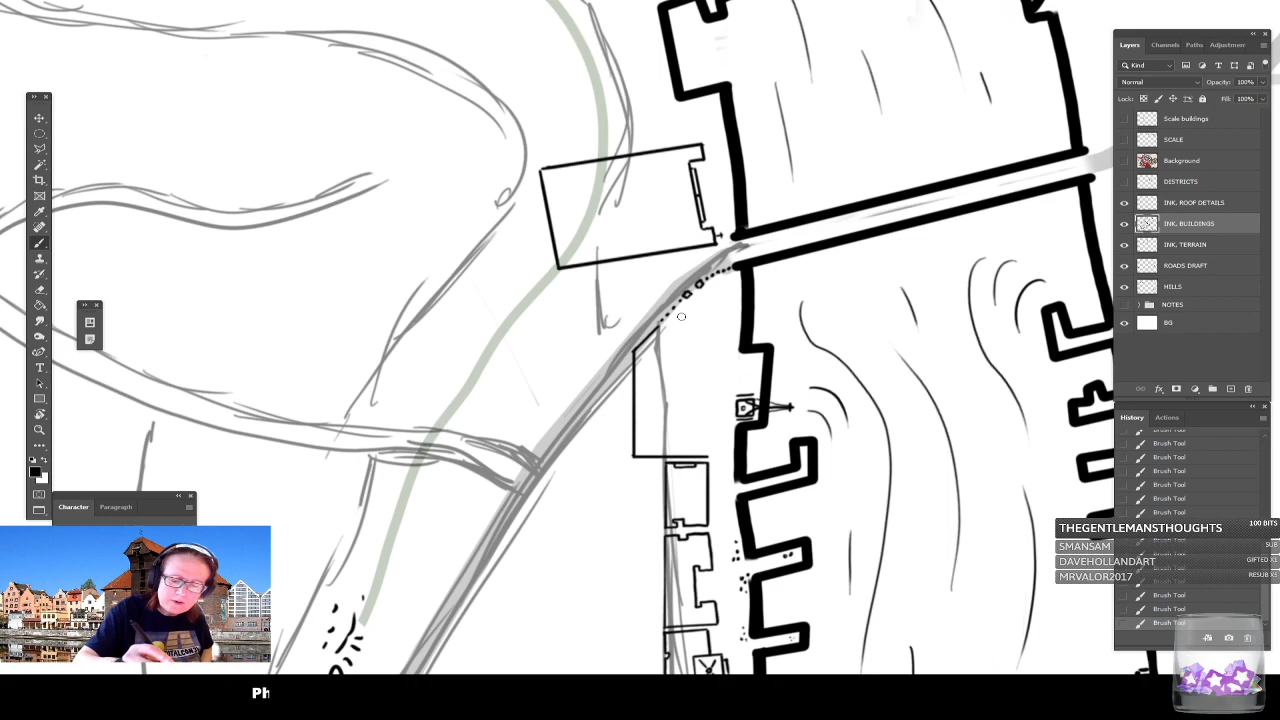 Layers Channels Paths Adjustmen
Kind
Normal Opacity: 100%
Lock: Fill: 100%
Scale buildings
SCALE
Background
DISTRICTS
INK, ROOF DETAILS
INK, BUILDINGS
INK, TERRAIN
ROADS DRAFT
HILLS
NOTES
BG
History Actions
Brush Tool
Brush Tool
Brush Tool
Brush Tool
Brush Tool
Brush Tool
Character Paragraph
THEGENTLEMANSTHOUGHTS 100 BITS
SMANSAM SUB
DAVEHOLLANDART GIFTED X1
MRVALOR2017 RESUB X5
Brush Tool
Brush Tool
Brush Tool
Ph